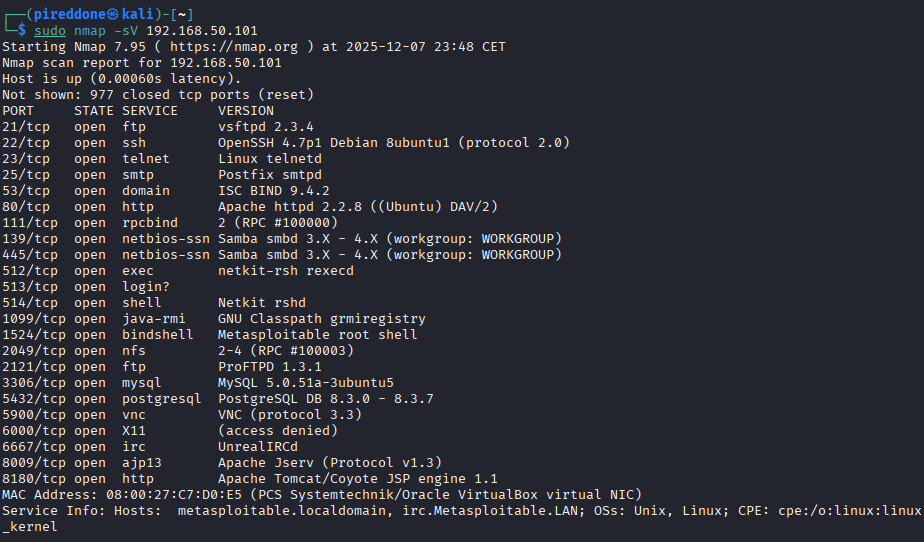 ┌──(pireddone㉿kali)-[~]
└─$ sudo nmap -sV 192.168.50.101
Starting Nmap 7.95 ( https://nmap.org ) at 2025-12-07 23:48 CET
Nmap scan report for 192.168.50.101
Host is up (0.00060s latency).
Not shown: 977 closed tcp ports (reset)
PORT     STATE SERVICE     VERSION
21/tcp   open  ftp         vsftpd 2.3.4
22/tcp   open  ssh         OpenSSH 4.7p1 Debian 8ubuntu1 (protocol 2.0)
23/tcp   open  telnet      Linux telnetd
25/tcp   open  smtp        Postfix smtpd
53/tcp   open  domain      ISC BIND 9.4.2
80/tcp   open  http        Apache httpd 2.2.8 ((Ubuntu) DAV/2)
111/tcp  open  rpcbind     2 (RPC #100000)
139/tcp  open  netbios-ssn Samba smbd 3.X - 4.X (workgroup: WORKGROUP)
445/tcp  open  netbios-ssn Samba smbd 3.X - 4.X (workgroup: WORKGROUP)
512/tcp  open  exec        netkit-rsh rexecd
513/tcp  open  login?
514/tcp  open  shell       Netkit rshd
1099/tcp open  java-rmi    GNU Classpath grmiregistry
1524/tcp open  bindshell   Metasploitable root shell
2049/tcp open  nfs         2-4 (RPC #100003)
2121/tcp open  ftp         ProFTPD 1.3.1
3306/tcp open  mysql       MySQL 5.0.51a-3ubuntu5
5432/tcp open  postgresql  PostgreSQL DB 8.3.0 - 8.3.7
5900/tcp open  vnc         VNC (protocol 3.3)
6000/tcp open  X11         (access denied)
6667/tcp open  irc         UnrealIRCd
8009/tcp open  ajp13       Apache Jserv (Protocol v1.3)
8180/tcp open  http        Apache Tomcat/Coyote JSP engine 1.1
MAC Address: 08:00:27:C7:D0:E5 (PCS Systemtechnik/Oracle VirtualBox virtual NIC)
Service Info: Hosts:  metasploitable.localdomain, irc.Metasploitable.LAN; OSs: Unix, Linux; CPE: cpe:/o:linux:linux
_kernel